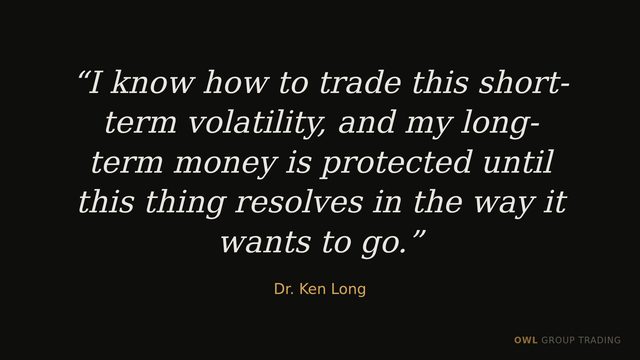 “I know how to trade this short-
term volatility, and my long-
term money is protected until
this thing resolves in the way it
wants to go.”
Dr. Ken Long
OWL GROUP TRADING